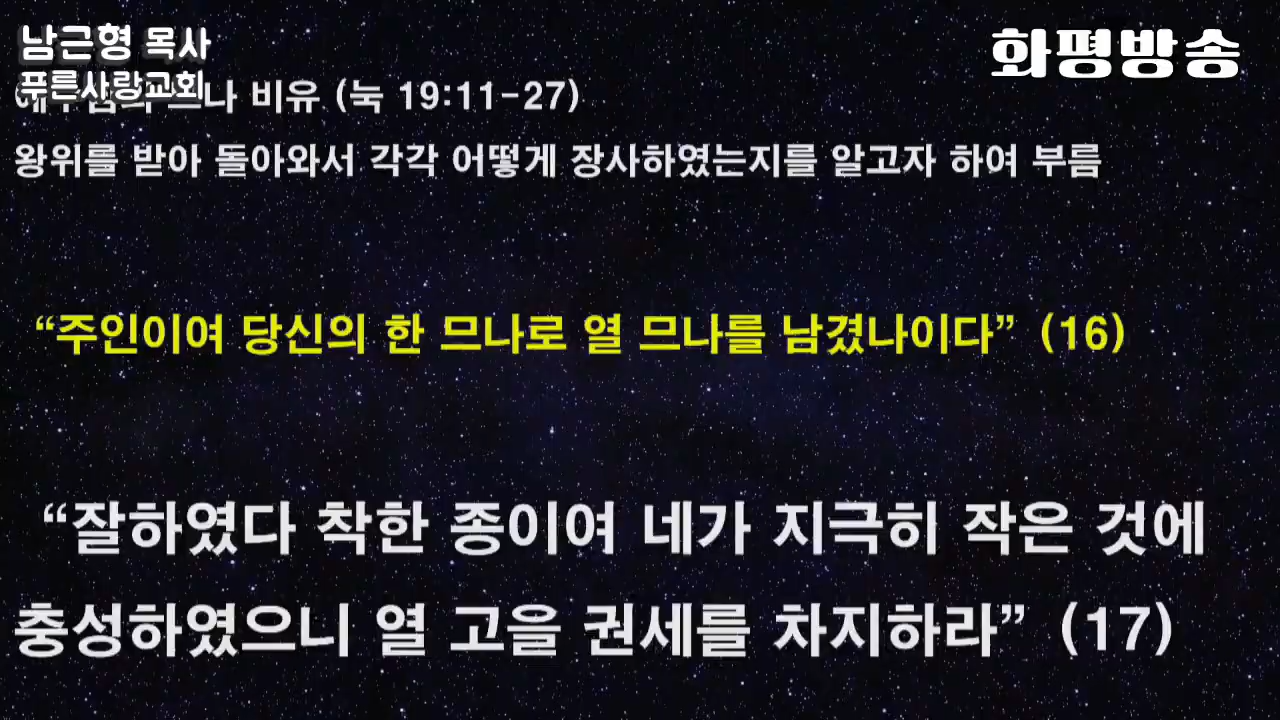 남근형 목사
화평방송
푸른사랑교회
비유 (눅 19:11-27)
왕위를 받아 돌아와서 각각 어떻게 장사하였는지를 알고자 하여 부름
“주인이여 당신의 한 므나로 열 므나를 남겼나이다” (16)
“잘하였다 착한 종이여 네가 지극히 작은 것에
충성하였으니 열 고을 권세를 차지하라” (17)